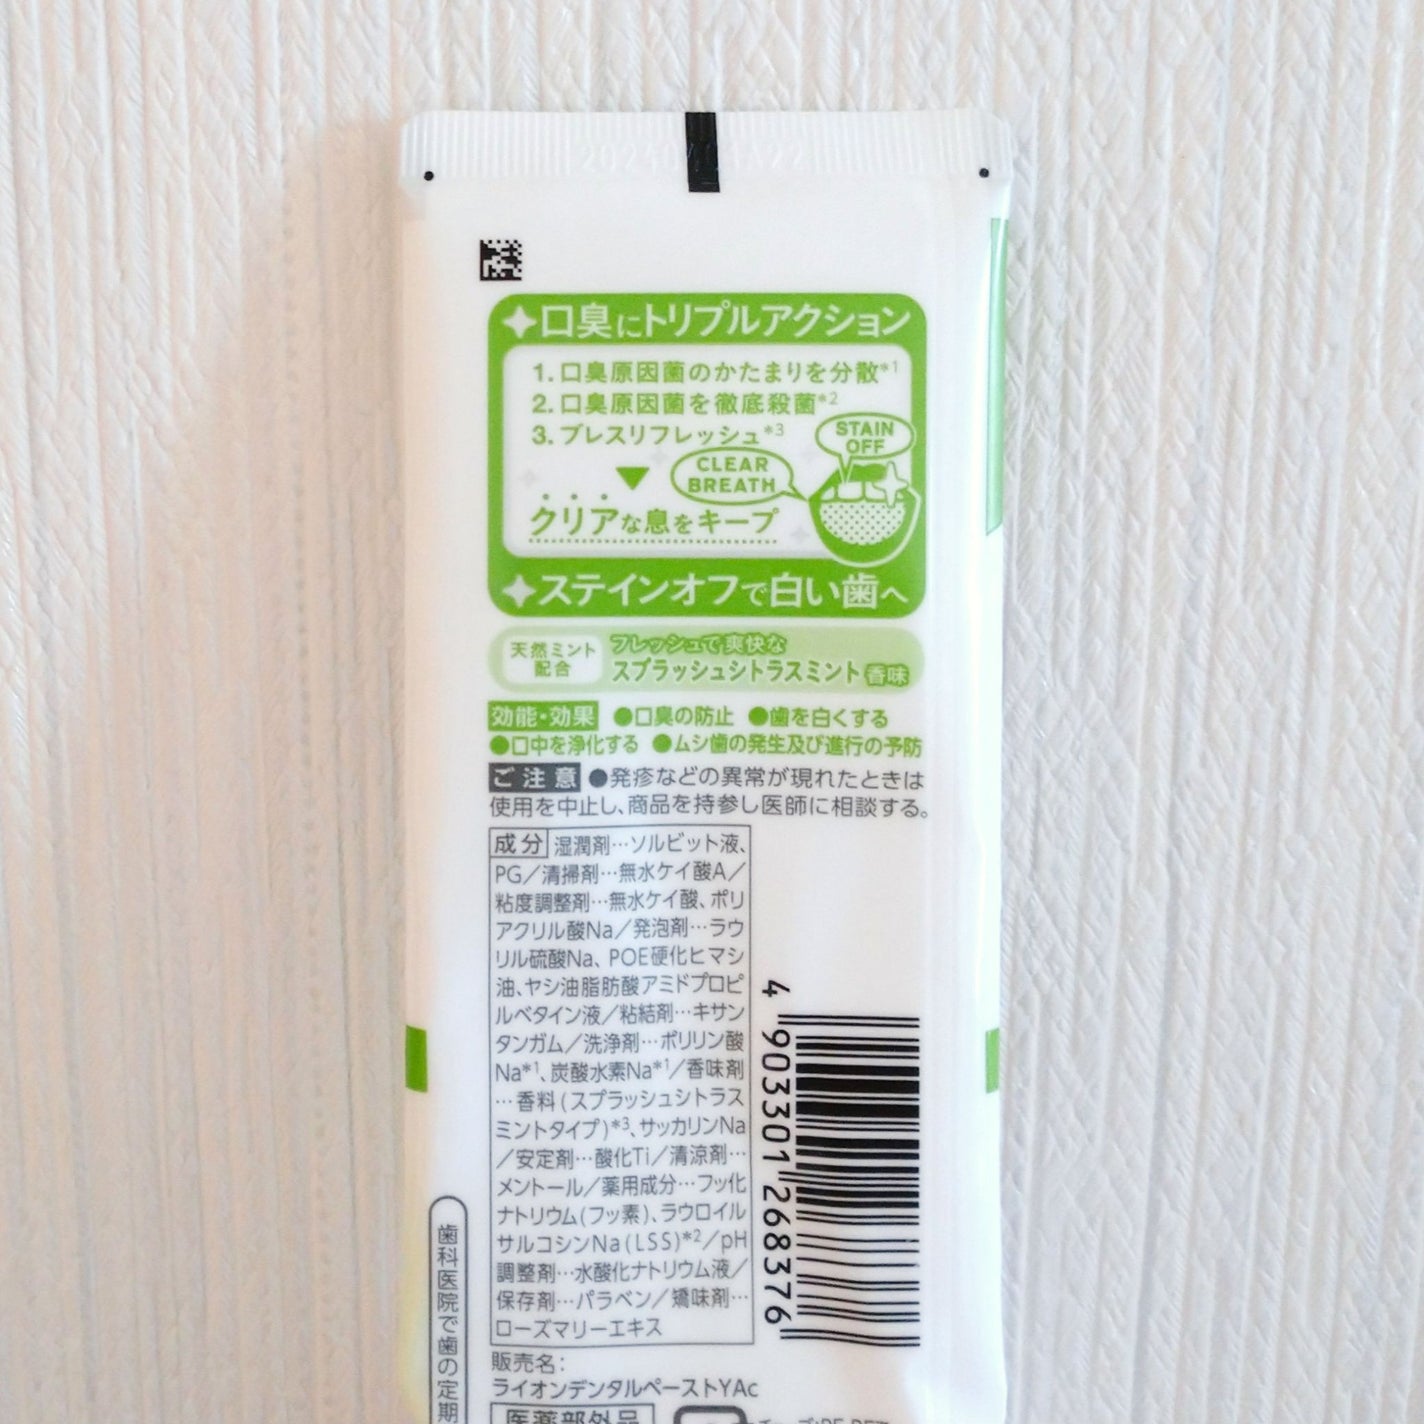 口臭にトリプルアクション
1. 口臭原因菌のかたまりを分散*1
2. 口臭原因菌を徹底殺菌*2
3. ブレスリフレッシュ*3
STAIN
OFF
CLEAR
BREATH
クリアな息をキープ
ステインオフで白い歯へ
天然ミント
配合
フレッシュで爽快な
スプラッシュシトラスミント 香味
効能・効果 ●口臭の防止 ●歯を白くする
●口中を浄化する ●ムシ歯の発生及び進行の予防
ご注意 ●発疹などの異常が現れたときは
使用を中止し、商品を持参し医師に相談する。
成分 湿潤剤…ソルビット液、
PG／清掃剤…無水ケイ酸A／
粘度調整剤…無水ケイ酸、ポリ
アクリル酸Na／発泡剤…ラウ
リル硫酸Na、POE硬化ヒマシ
油、ヤシ油脂肪酸アミドプロピ
ルベタイン液／粘結剤…キサン
タンガム／洗浄剤…ポリリン酸
Na*1、炭酸水素Na*1／香味剤
…香料(スプラッシュシトラス
ミントタイプ)*3、サッカリンNa
／安定剤…酸化Ti／清涼剤…
メントール／薬用成分…フッ化
ナトリウム(フッ素)、ラウロイル
サルコシンNa(LSS)*2／pH
調整剤…水酸化ナトリウム液／
保存剤…パラベン／矯味剤…
ローズマリーエキス
4 903301 268376
販売名：
ライオンデンタルペーストYAc
医薬部外品
歯科医院で歯の定期